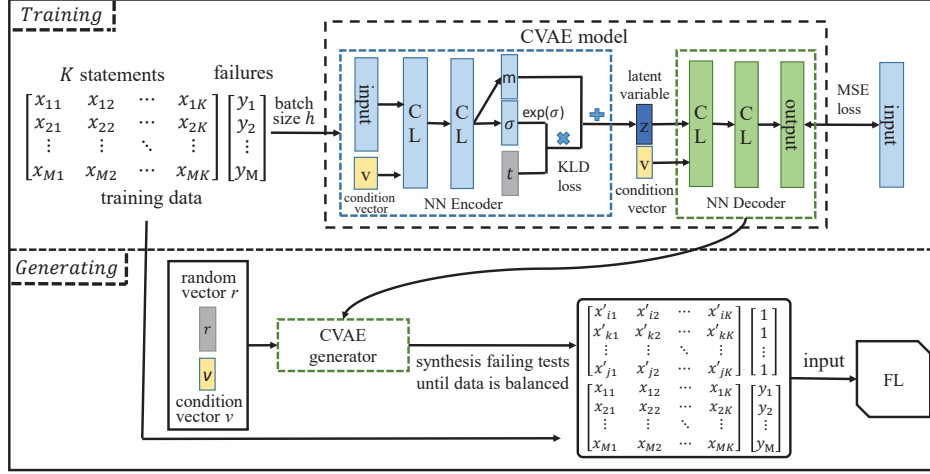 Training
CVAE model
K statements failures
x11 x12 ⋯ x1K y1
x21 x22 ⋯ x2K y2
⋮ ⋮ ⋱ ⋮ ⋮
xM1 xM2 ⋯ xMK yM
training data
batch
size h
input
v
condition
vector
CL
CL
m
σ
t
exp(σ)
KLD
loss
NN Encoder
latent
variable
z
v
condition
vector
CL
CL
output
NN Decoder
MSE
loss
input
Generating
random
vector r
r
v
condition
vector v
CVAE
generator
synthesis failing tests
until data is balanced
x'i1 x'i2 ⋯ x'iK 1
x'k1 x'k2 ⋯ x'kK 1
⋮ ⋮ ⋱ ⋮ ⋮
x'j1 x'j2 ⋯ x'jK 1
x11 x12 ⋯ x1K y1
x21 x22 ⋯ x2K y2
⋮ ⋮ ⋱ ⋮ ⋮
xM1 xM2 ⋯ xMK yM
input
FL